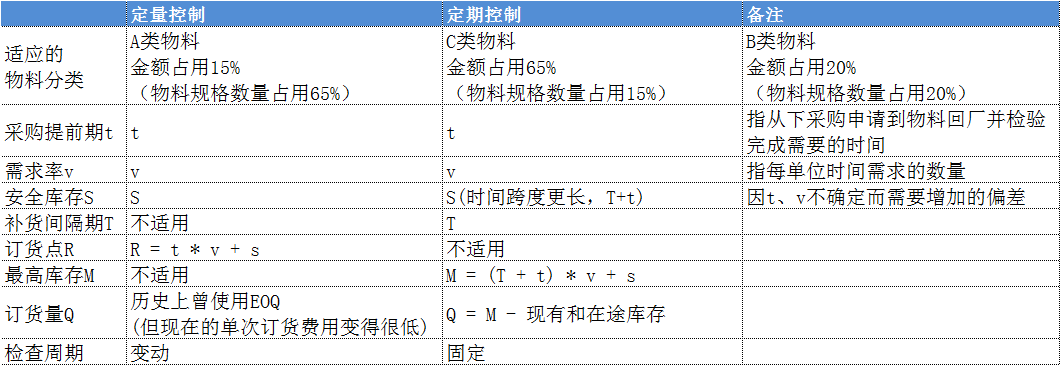 定量控制 定期控制 备注
适应的
物料分类
A类物料
金额占用15%
（物料规格数量占用65%）
C类物料
金额占用65%
（物料规格数量占用15%）
B类物料
金额占用20%
（物料规格数量占用20%）
采购提前期t t t
指从下采购申请到物料回厂并检验
完成需要的时间
需求率v v v 指每单位时间需求的数量
安全库存S S S(时间跨度更长，T+t) 因t、v不确定而需要增加的偏差
补货间隔期T 不适用 T
订货点R R = t * v + s 不适用
最高库存M 不适用 M = (T + t) * v + s
订货量Q
历史上曾使用EOQ
(但现在的单次订货费用变得很低)
Q = M - 现有和在途库存
检查周期 变动 固定